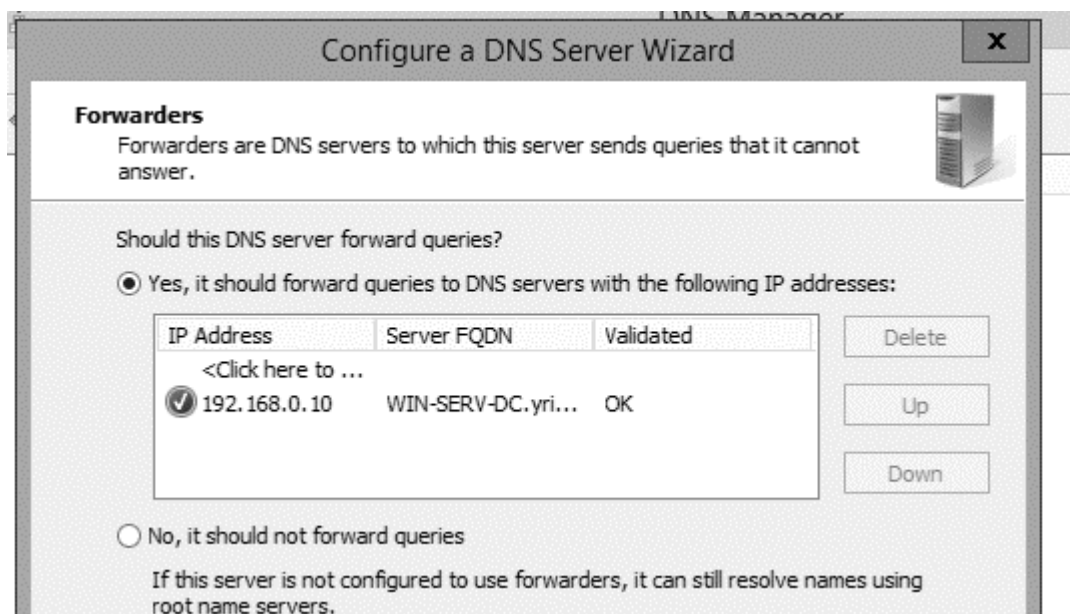 DNS Manager
Configure a DNS Server Wizard
x
Forwarders
Forwarders are DNS servers to which this server sends queries that it cannot
answer.
Should this DNS server forward queries?
Yes, it should forward queries to DNS servers with the following IP addresses:
IP Address Server FQDN Validated
<Click here to ...
192.168.0.10 WIN-SERV-DC.yri... OK
Delete
Up
Down
No, it should not forward queries
If this server is not configured to use forwarders, it can still resolve names using
root name servers.